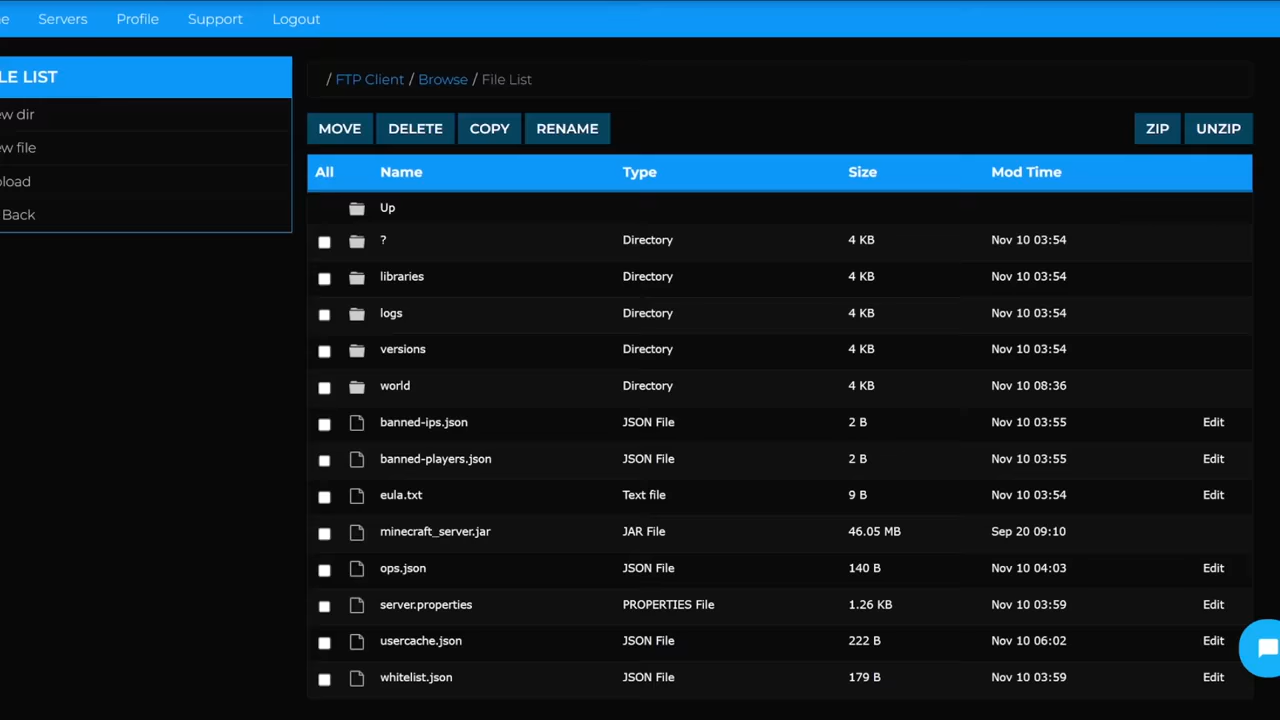 e Servers Profile Support Logout
LE LIST
/ FTP Client / Browse / File List
ew dir
ew file
pload
Back
MOVE DELETE COPY RENAME ZIP UNZIP
All Name Type Size Mod Time
Up
? Directory 4 KB Nov 10 03:54
libraries Directory 4 KB Nov 10 03:54
logs Directory 4 KB Nov 10 03:54
versions Directory 4 KB Nov 10 03:54
world Directory 4 KB Nov 10 08:36
banned-ips.json JSON File 2 B Nov 10 03:55 Edit
banned-players.json JSON File 2 B Nov 10 03:55 Edit
eula.txt Text file 9 B Nov 10 03:54 Edit
minecraft_server.jar JAR File 46.05 MB Sep 20 09:10
ops.json JSON File 140 B Nov 10 04:03 Edit
server.properties PROPERTIES File 1.26 KB Nov 10 03:59 Edit
usercache.json JSON File 222 B Nov 10 06:02 Edit
whitelist.json JSON File 179 B Nov 10 03:59 Edit